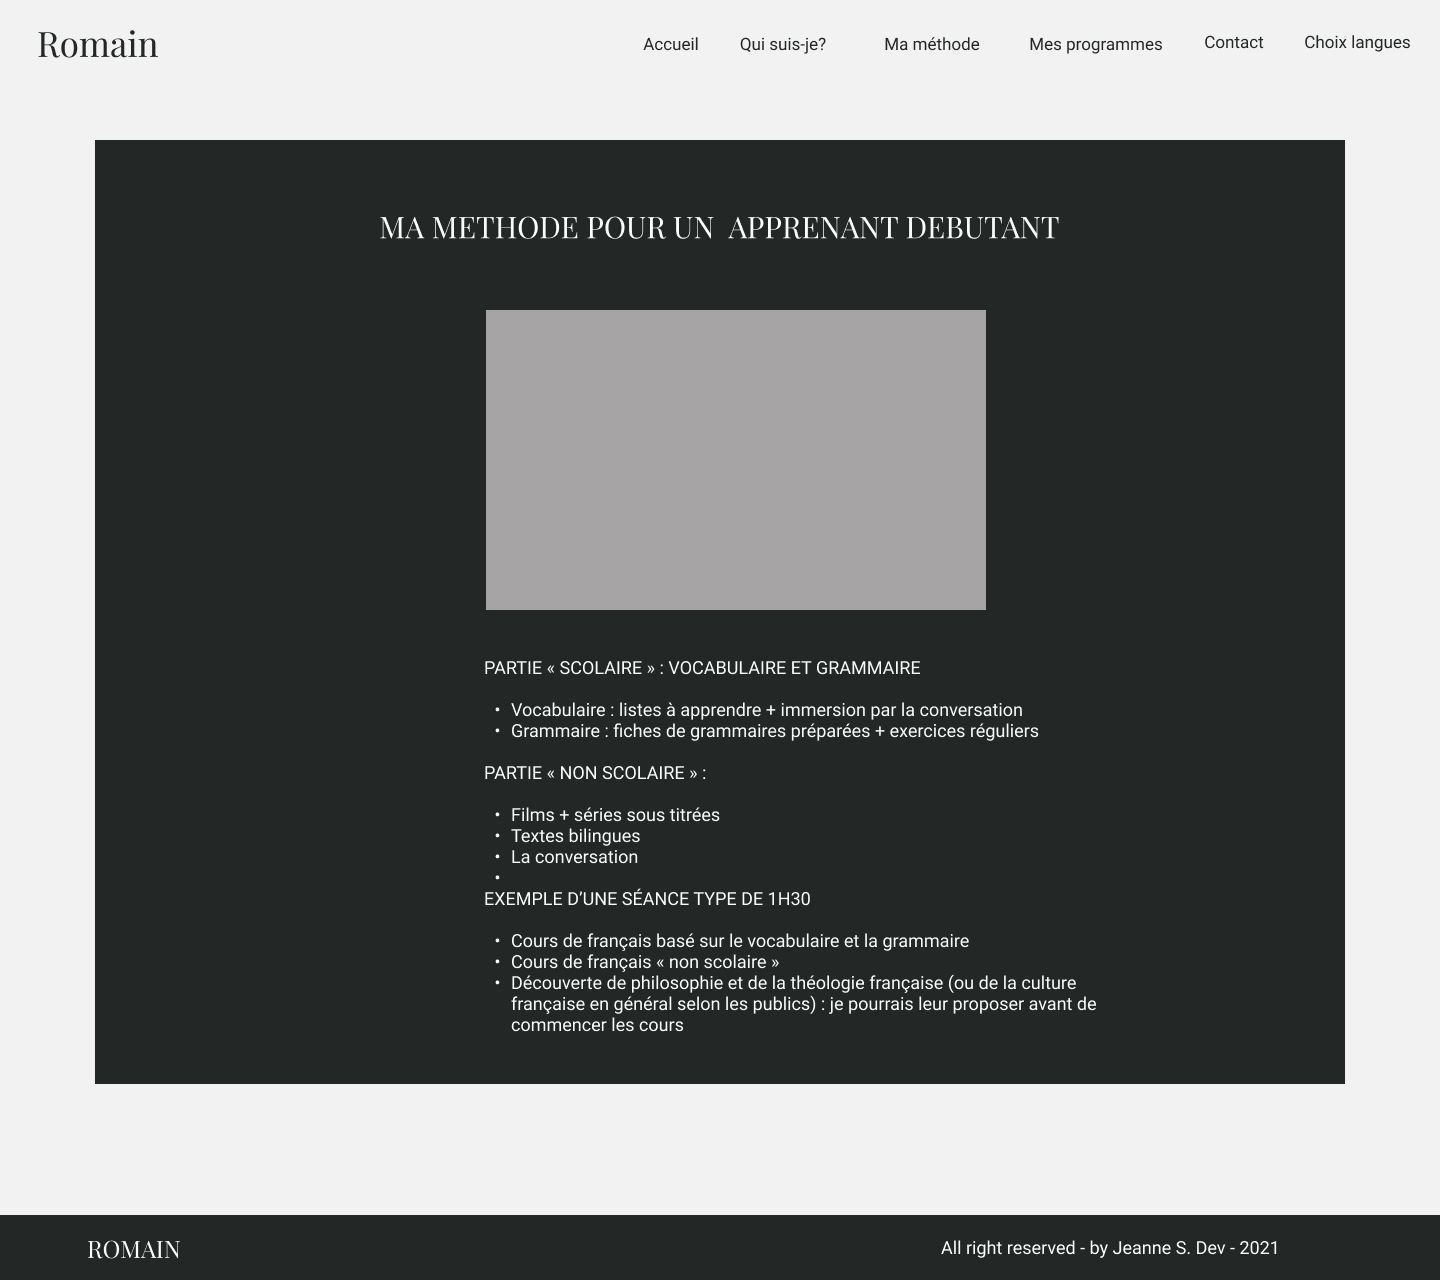 Romain
Accueil Qui suis-je? Ma méthode Mes programmes Contact Choix langues
MA METHODE POUR UN  APPRENANT DEBUTANT
PARTIE « SCOLAIRE » : VOCABULAIRE ET GRAMMAIRE
• Vocabulaire : listes à apprendre + immersion par la conversation
• Grammaire : fiches de grammaires préparées + exercices réguliers
PARTIE « NON SCOLAIRE » :
• Films + séries sous titrées
• Textes bilingues
• La conversation
•
EXEMPLE D’UNE SÉANCE TYPE DE 1H30
• Cours de français basé sur le vocabulaire et la grammaire
• Cours de français « non scolaire »
• Découverte de philosophie et de la théologie française (ou de la culture
française en général selon les publics) : je pourrais leur proposer avant de
commencer les cours
ROMAIN
All right reserved - by Jeanne S. Dev - 2021